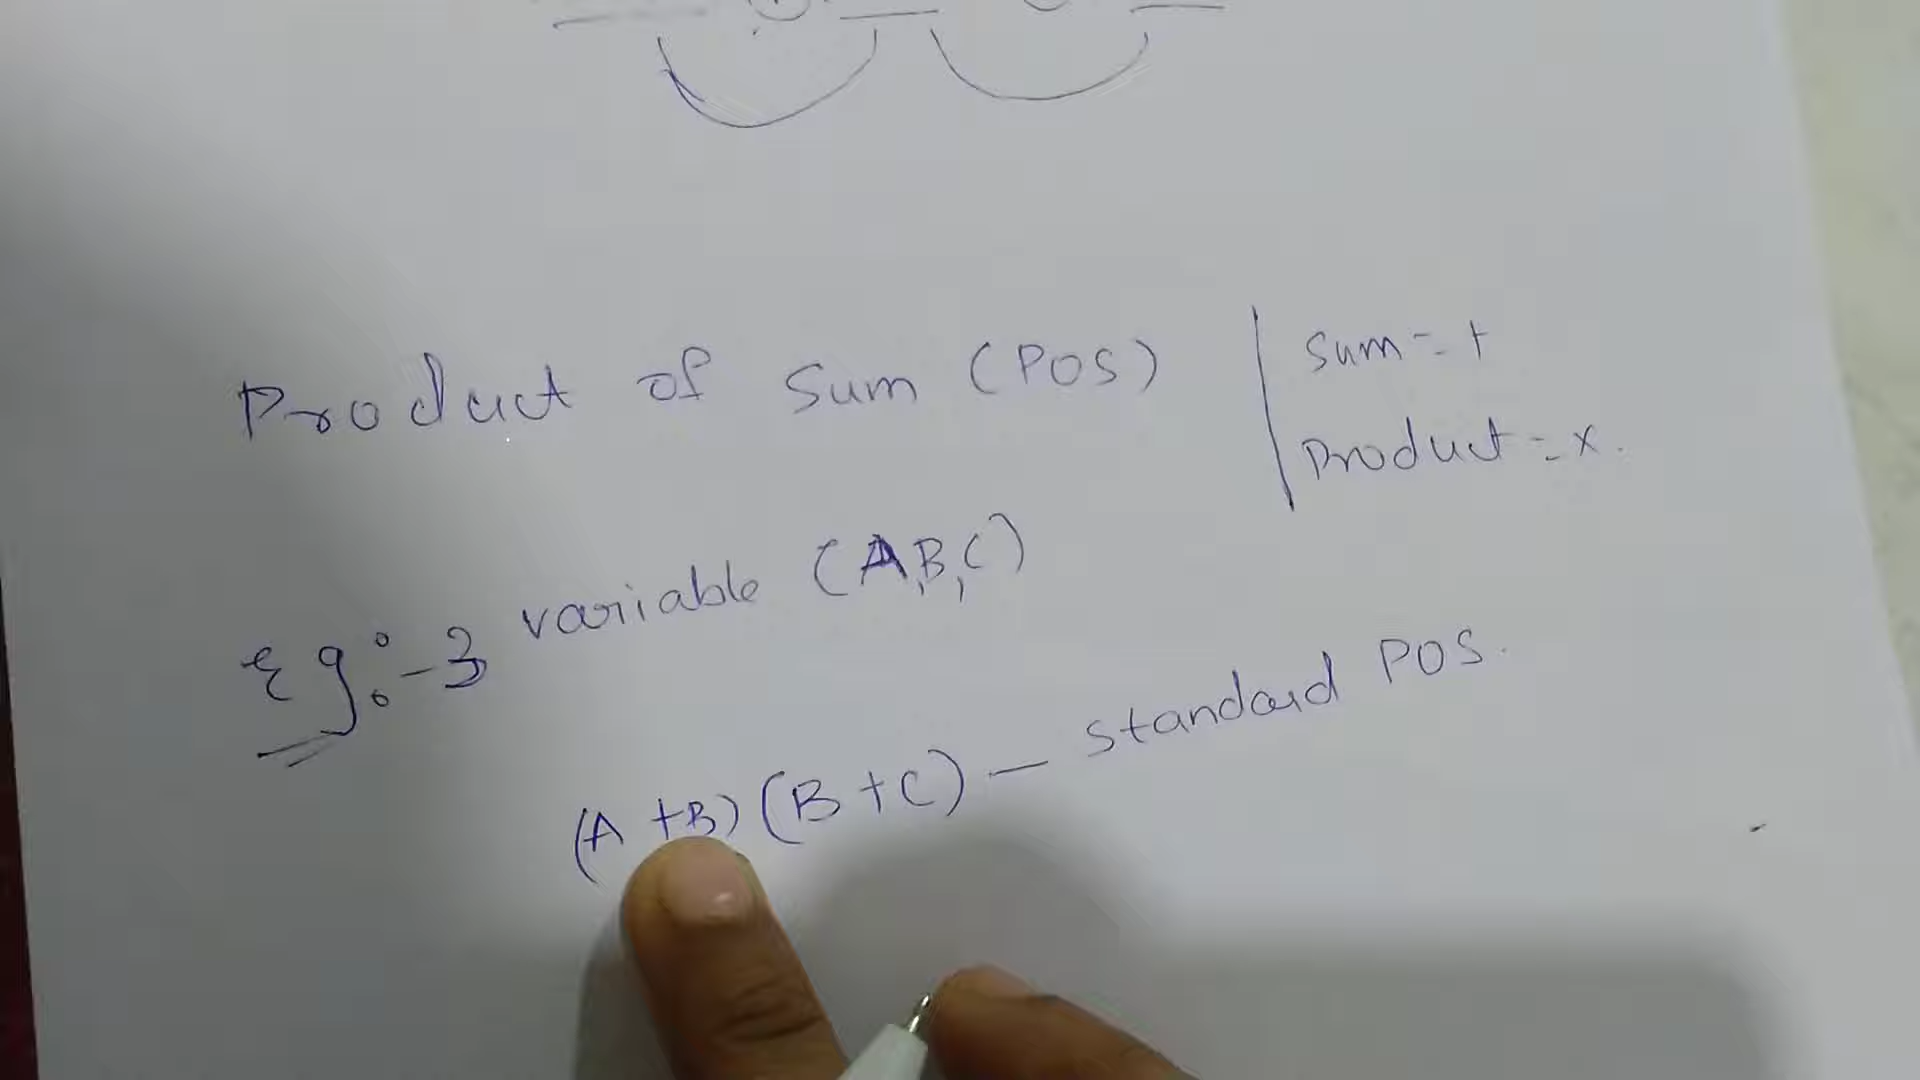 Product of Sum (POS)
Sum = +
Product = x.
Eg:- 3 variable (A,B,C)
(A+B)(B+C) — standard POS.